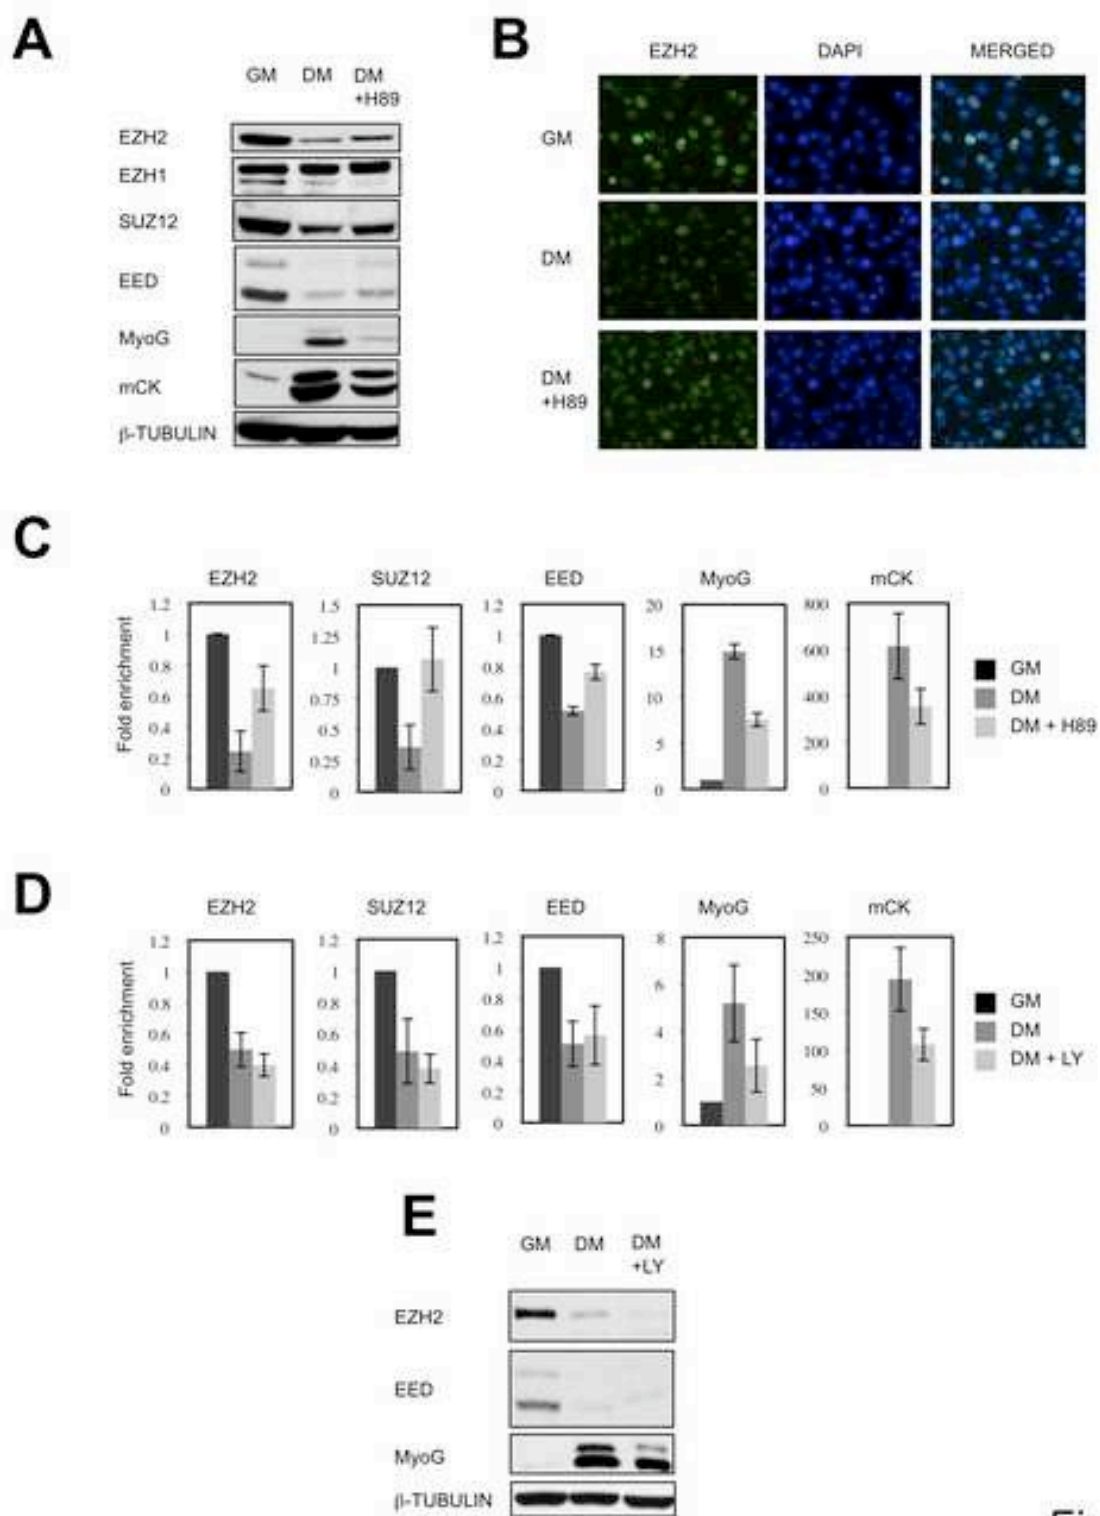 A
GM DM DM
+H89
EZH2
EZH1
SUZ12
EED
MyoG
mCK
β-TUBULIN
B
EZH2 DAPI MERGED
GM
DM
DM
+H89
C
EZH2 SUZ12 EED MyoG mCK
Fold enrichment
1.2 1 0.8 0.6 0.4 0.2 0
1.5 1.25 1 0.75 0.5 0.25 0
1.2 1 0.8 0.6 0.4 0.2 0
20 15 10 5 0
800 600 400 200 0
GM
DM
DM + H89
D
EZH2 SUZ12 EED MyoG mCK
Fold enrichment
1.2 1 0.8 0.6 0.4 0.2 0
1.2 1 0.8 0.6 0.4 0.2 0
1.2 1 0.8 0.6 0.4 0.2 0
8 6 4 2 0
250 200 150 100 50 0
GM
DM
DM + LY
E
GM DM DM
+LY
EZH2
EED
MyoG
β-TUBULIN